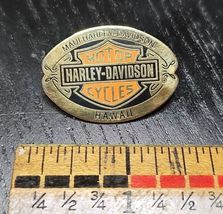 MAUI HARLEY-DAVIDSON
MOTOR
HARLEY-DAVIDSON
CYCLES
HAWAII
1/4 1/2 3/4 1 1/4 1/2 3/4 1/4